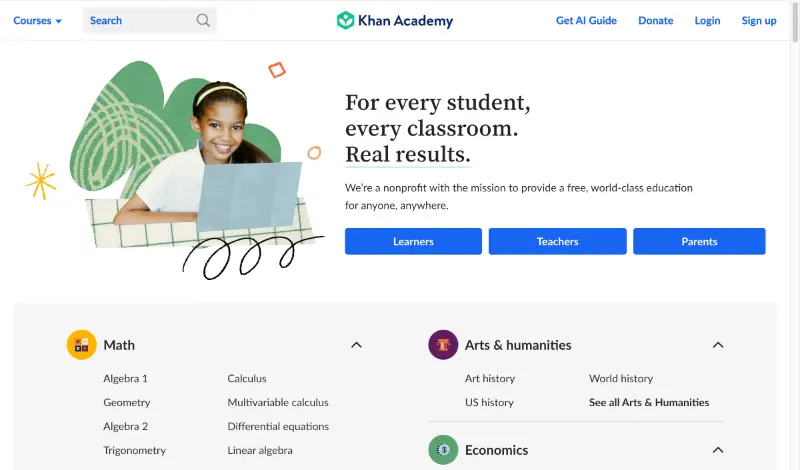 Courses
Search
Khan Academy
Get AI Guide
Donate
Login
Sign up
For every student,
every classroom.
Real results.
We're a nonprofit with the mission to provide a free, world-class education
for anyone, anywhere.
Learners
Teachers
Parents
Math
Algebra 1
Calculus
Geometry
Multivariable calculus
Algebra 2
Differential equations
Trigonometry
Linear algebra
Arts & humanities
Art history
World history
US history
See all Arts & Humanities
Economics